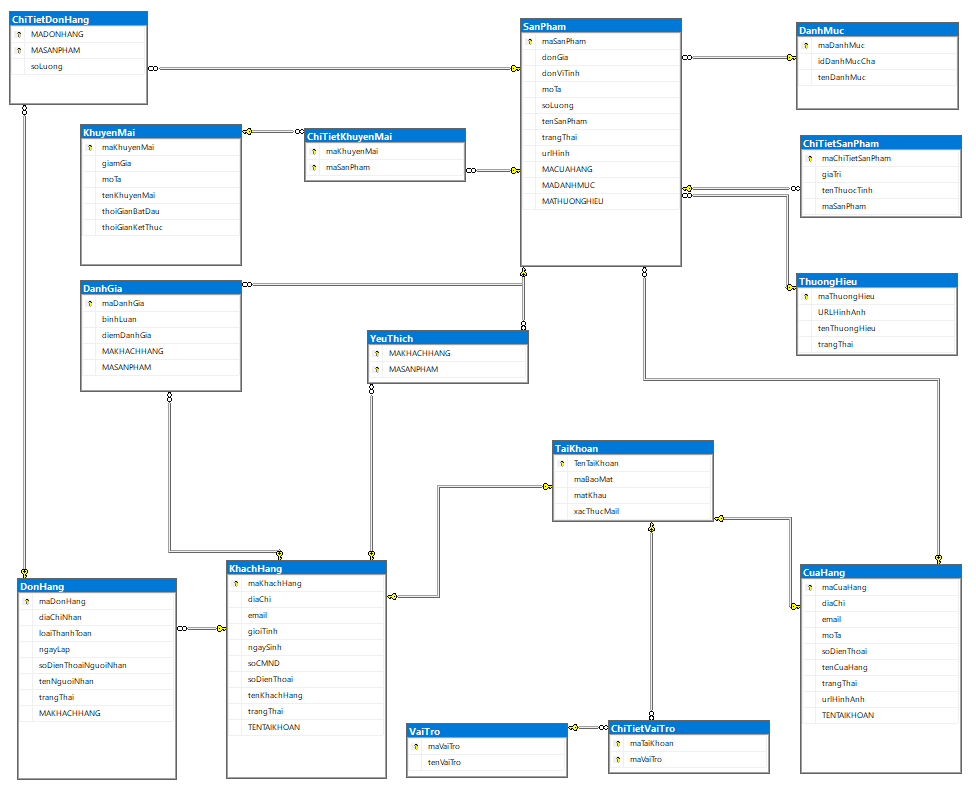 ChiTietDonHang
MADONHANG
MASANPHAM
soLuong
SanPham
maSanPham
donGia
donViTinh
moTa
soLuong
tenSanPham
trangThai
urlHinh
MACUAHANG
MADANHMUC
MATHUONGHIEU
DanhMuc
maDanhMuc
idDanhMucCha
tenDanhMuc
KhuyenMai
maKhuyenMai
giamGia
moTa
tenKhuyenMai
thoiGianBatDau
thoiGianKetThuc
ChiTietKhuyenMai
maKhuyenMai
maSanPham
ChiTietSanPham
maChiTietSanPham
giaTri
tenThuocTinh
maSanPham
DanhGia
maDanhGia
binhLuan
diemDanhGia
MAKHACHHANG
MASANPHAM
YeuThich
MAKHACHHANG
MASANPHAM
ThuongHieu
maThuongHieu
URLHinhAnh
tenThuongHieu
trangThai
TaiKhoan
TenTaiKhoan
maBaoMat
matKhau
xacThucMail
DonHang
maDonHang
diaChiNhan
loaiThanhToan
ngayLap
soDienThoaiNguoiNhan
tenNguoiNhan
trangThai
MAKHACHHANG
KhachHang
maKhachHang
diaChi
email
gioiTinh
ngaySinh
soCMND
soDienThoai
tenKhachHang
trangThai
TENTAIKHOAN
VaiTro
maVaiTro
tenVaiTro
ChiTietVaiTro
maTaiKhoan
maVaiTro
CuaHang
maCuaHang
diaChi
email
moTa
soDienThoai
tenCuaHang
trangThai
urlHinhAnh
TENTAIKHOAN